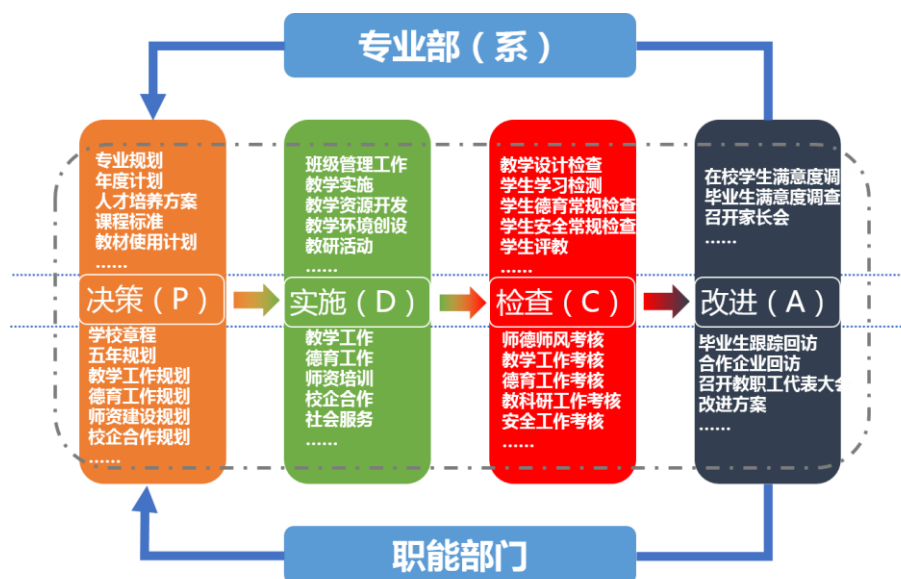 专业部（系）
专业规划
年度计划
人才培养方案
课程标准
教材使用计划
……
决策（P）
学校章程
五年规划
教学工作规划
德育工作规划
师资建设规划
校企合作规划
……
班级管理工作
教学实施
教学资源开发
教学环境创设
教研活动
……
实施（D）
教学工作
德育工作
师资培训
校企合作
社会服务
……
教学设计检查
学生学习检测
学生德育常规检查
学生安全常规检查
学生评教
……
检查（C）
师德师风考核
教学工作考核
德育工作考核
教科研工作考核
安全工作考核
……
在校学生满意度调
毕业生满意度调查
召开家长会
……
改进（A）
毕业生跟踪回访
合作企业回访
召开教职工代表大会
改进方案
……
职能部门